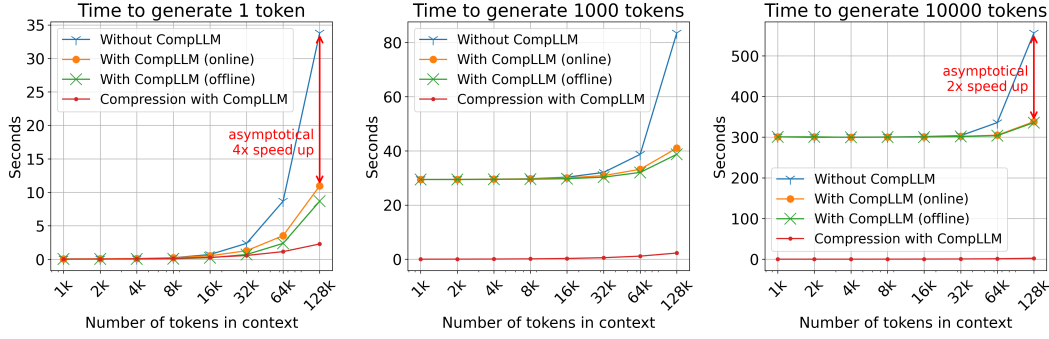 Time to generate 1 token
Seconds
35
30
25
20
15
10
5
0
Without CompLLM
With CompLLM (online)
With CompLLM (offline)
Compression with CompLLM
asymptotical
4x speed up
1k
2k
4k
8k
16k
32k
64k
128k
Number of tokens in context
Time to generate 1000 tokens
Seconds
80
60
40
20
0
Without CompLLM
With CompLLM (online)
With CompLLM (offline)
Compression with CompLLM
1k
2k
4k
8k
16k
32k
64k
128k
Number of tokens in context
Time to generate 10000 tokens
Seconds
500
400
300
200
100
0
asymptotical
2x speed up
Without CompLLM
With CompLLM (online)
With CompLLM (offline)
Compression with CompLLM
1k
2k
4k
8k
16k
32k
64k
128k
Number of tokens in context